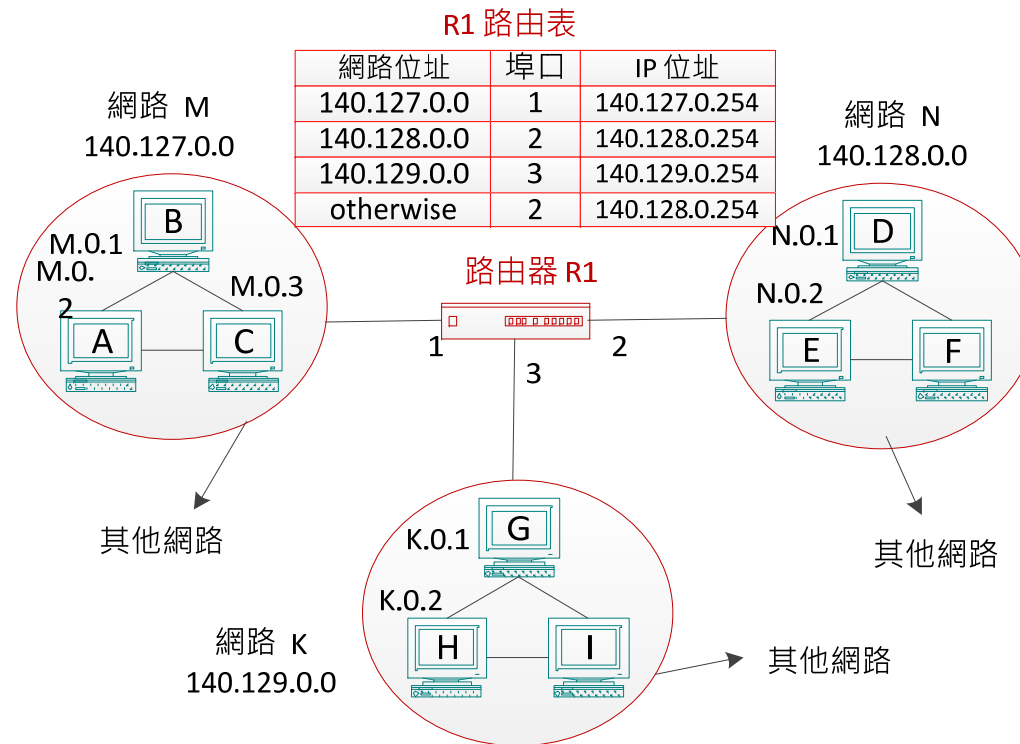 R1 路由表
網路位址 埠口 IP 位址
140.127.0.0 1 140.127.0.254
140.128.0.0 2 140.128.0.254
140.129.0.0 3 140.129.0.254
otherwise 2 140.128.0.254
網路 M
140.127.0.0
網路 N
140.128.0.0
B
M.0.1
M.0.
2
M.0.3
A
C
路由器 R1
1
2
3
N.0.1
D
N.0.2
E
F
其他網路
其他網路
K.0.1
G
K.0.2
H
I
網路 K
140.129.0.0
其他網路